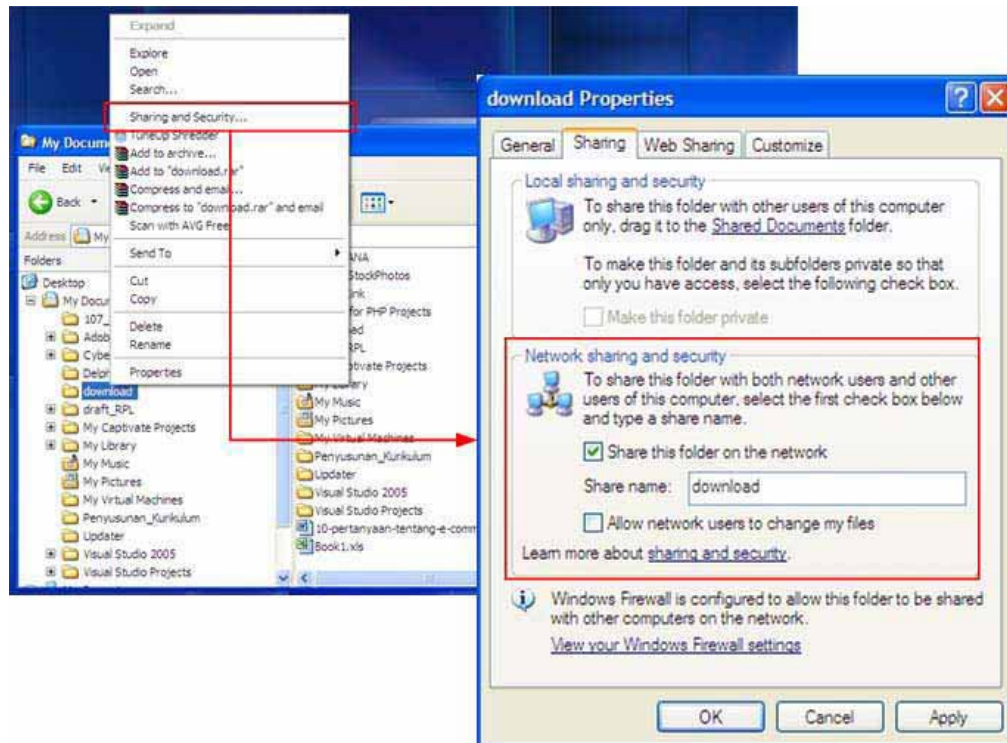 Expand
Explore
Open
Search...
Sharing and Security...
TuneUp Shredder
Add to archive...
Add to "download.rar"
Compress and email...
Compress to "download.rar" and email
Scan with AVG Free
Send To
Cut
Copy
Delete
Rename
Properties
My Docum
File Edit
Back
Address My
Folders
Desktop
My Docum
107_
Adob
Cybe
Delph
download
draft_RPL
My Captivate Projects
My Library
My Music
My Pictures
My Virtual Machines
Penyusunan_Kurikulum
Updater
Visual Studio 2005
Visual Studio Projects
ANA
StockPhotos
for PHP Projects
RPL
ptivate Projects
My Music
My Pictures
My Virtual Machines
Penyusunan_Kurikulum
Updater
Visual Studio 2005
Visual Studio Projects
10-pertanyaan-tentang-e-comm
Book1.xls
download Properties
General Sharing Web Sharing Customize
Local sharing and security
To share this folder with other users of this computer
only, drag it to the Shared Documents folder.
To make this folder and its subfolders private so that
only you have access, select the following check box.
Make this folder private
Network sharing and security
To share this folder with both network users and other
users of this computer, select the first check box below
and type a share name.
Share this folder on the network
Share name: download
Allow network users to change my files
Learn more about sharing and security.
Windows Firewall is configured to allow this folder to be shared
with other computers on the network.
View your Windows Firewall settings
OK Cancel Apply